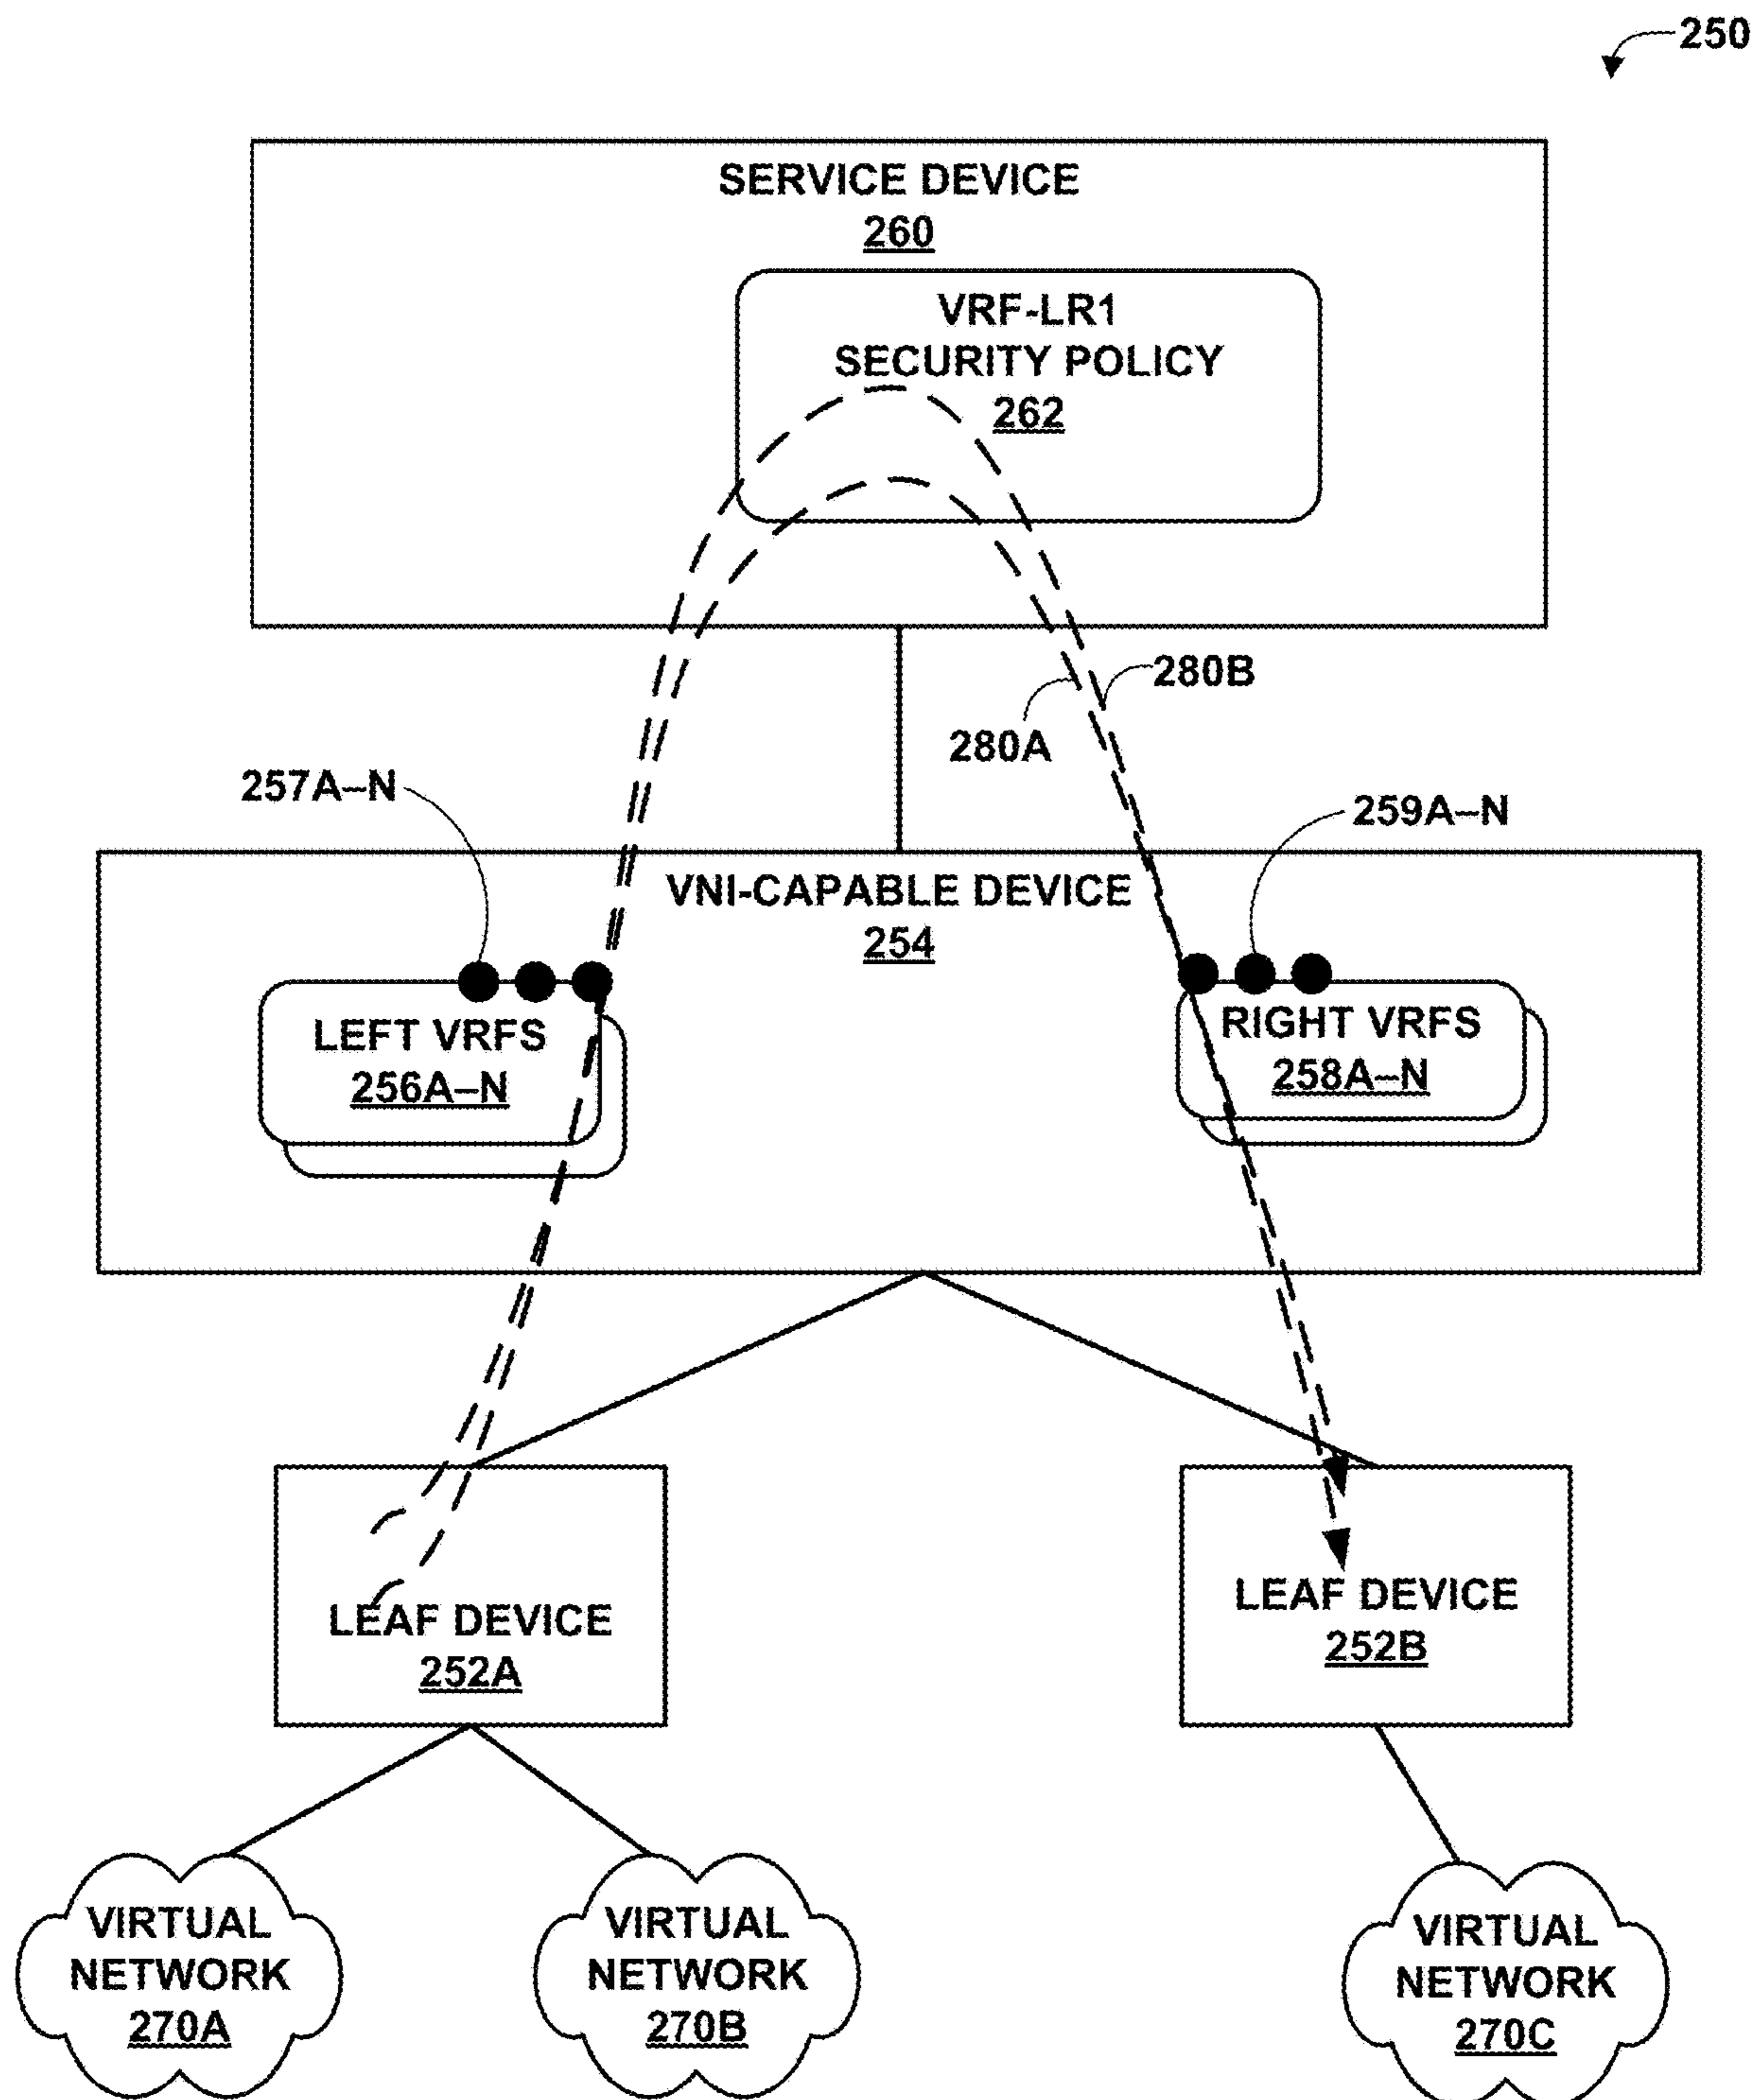 250
SERVICE DEVICE
260
VRF-LR1
SECURITY POLICY
262
280B
280A
257A–N
259A–N
VNI-CAPABLE DEVICE
254
LEFT VRFS
256A–N
RIGHT VRFS
258A–N
LEAF DEVICE
252A
LEAF DEVICE
252B
VIRTUAL
NETWORK
270A
VIRTUAL
NETWORK
270B
VIRTUAL
NETWORK
270C